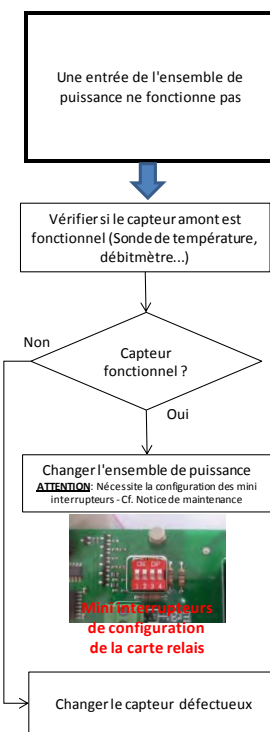 Une entrée de l'ensemble de
puissance ne fonctionne pas
Vérifier si le capteur amont est
fonctionnel (Sonde de température,
débitmètre...)
Non
Capteur
fonctionnel ?
Oui
Changer l'ensemble de puissance
ATTENTION: Nécessite la configuration des mini
interrupteurs - Cf. Notice de maintenance
ON DP
Mini interrupteurs
de configuration
de la carte relais
Changer le capteur défectueux